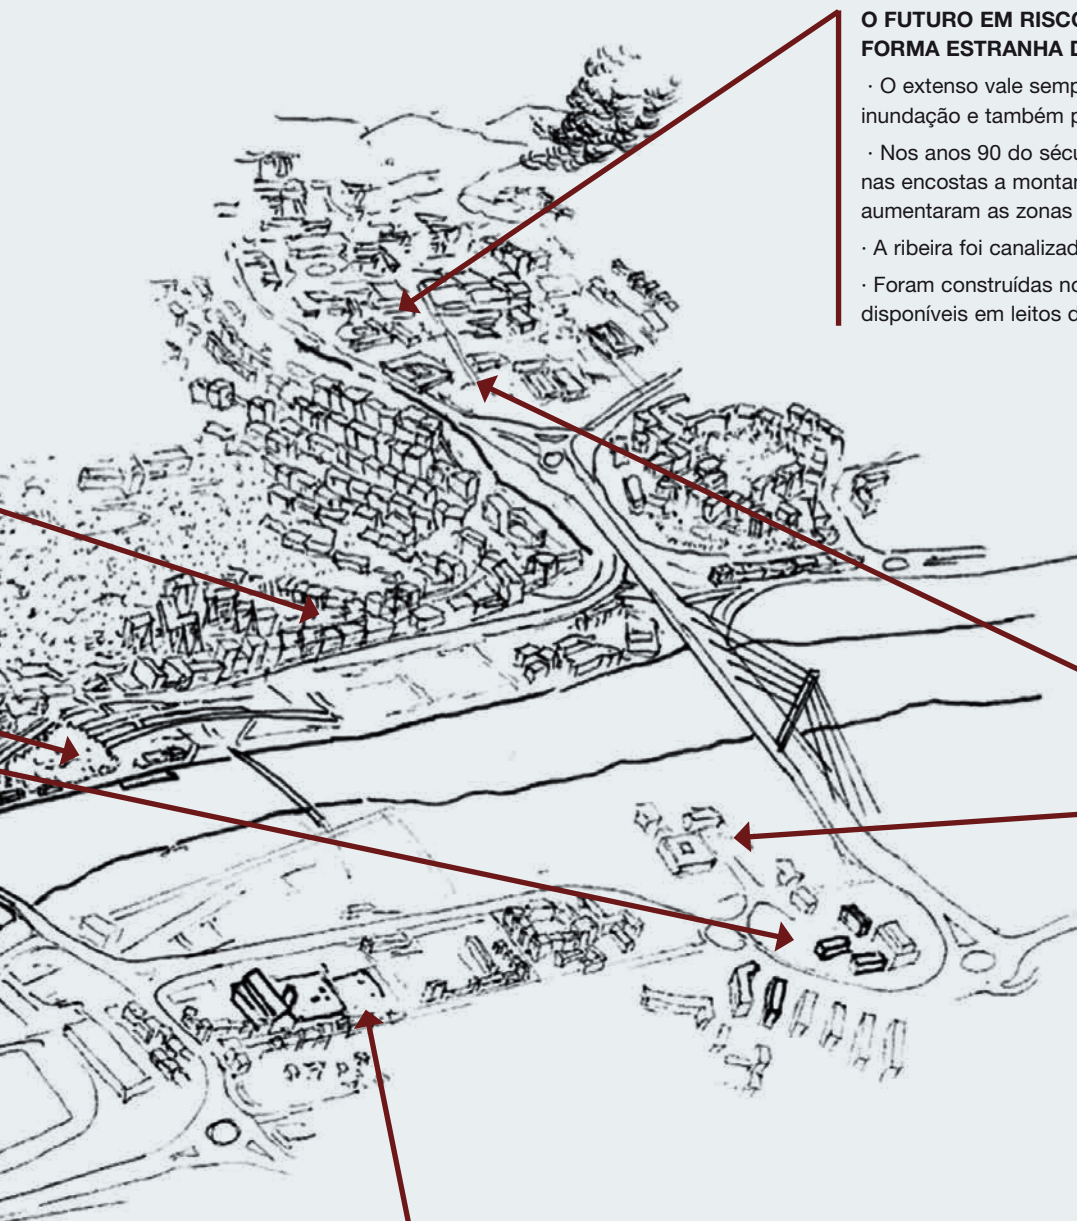 O FUTURO EM RISCO
FORMA ESTRANHA D
· O extenso vale semp
inundação e também p
· Nos anos 90 do sécu
nas encostas a montar
aumentaram as zonas
· A ribeira foi canalizad
· Foram construídas no
disponíveis em leitos d